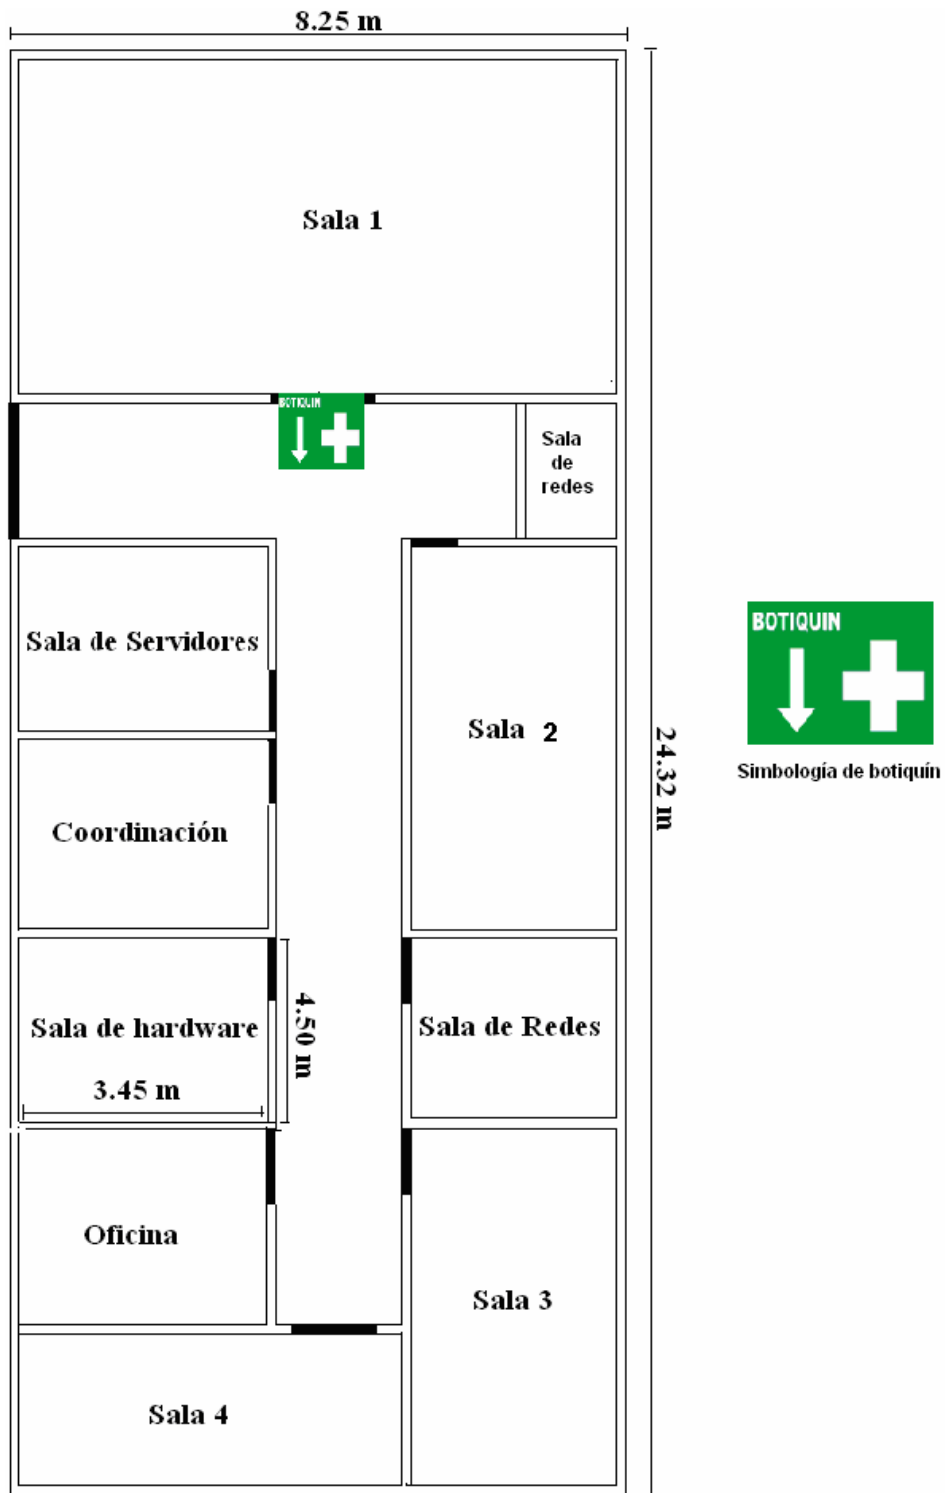 8.25 m
Sala 1
BOTIQUIN
Sala
de
redes
Sala de Servidores
BOTIQUIN
Sala 2
24.32 m
Simbología de botiquín
Coordinación
Sala de hardware
4.50 m
Sala de Redes
3.45 m
Oficina
Sala 3
Sala 4